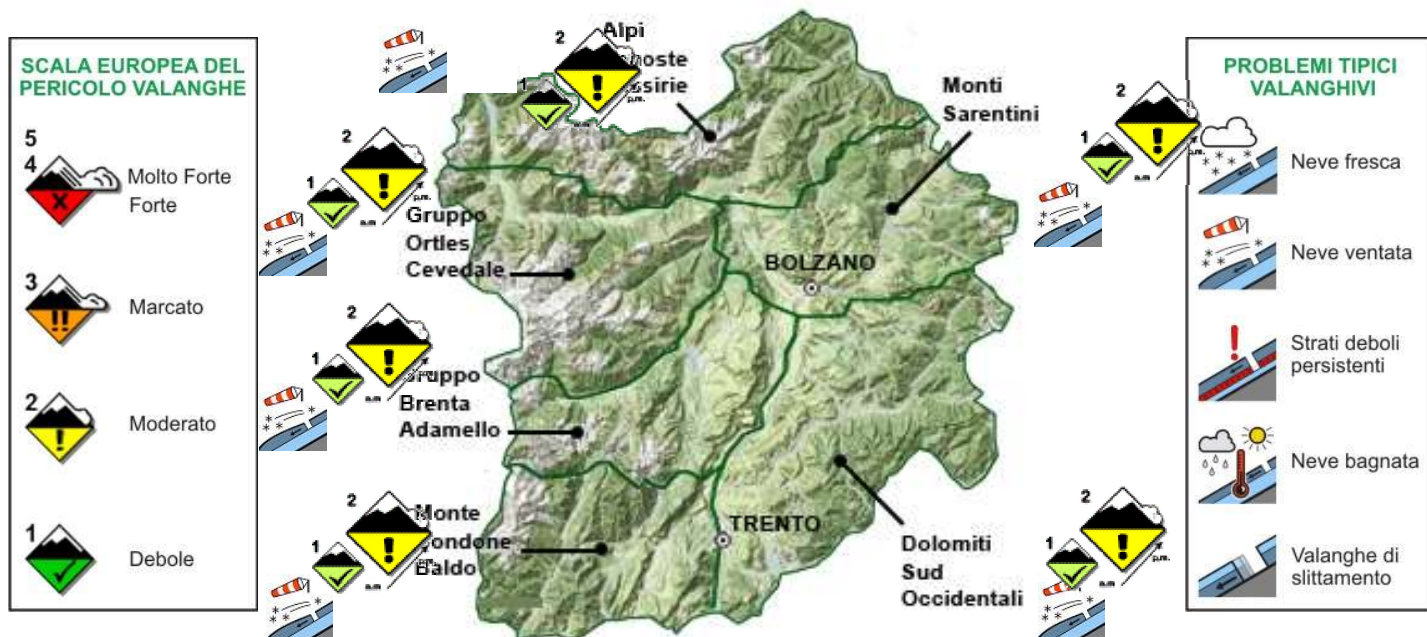 SCALA EUROPEA DEL
PERICOLO VALANGHE
5
4
Molto Forte
Forte
3
Marcato
2
Moderato
1
Debole
2
Alpi
1
p.m.
a.m
Monti
Sarentini
2
1
p.m.
a.m
2
1
p.m.
a.m
Gruppo
Ortles
Cevedale
BOLZANO
2
1
p.m.
a.m
Gruppo
Brenta
Adamello
2
1
p.m.
a.m
Monte
Baldo
TRENTO
Dolomiti
Sud
Occidentali
2
1
p.m.
a.m
PROBLEMI TIPICI
VALANGHIVI
Neve fresca
Neve ventata
Strati deboli
persistenti
Neve bagnata
Valanghe di
slittamento